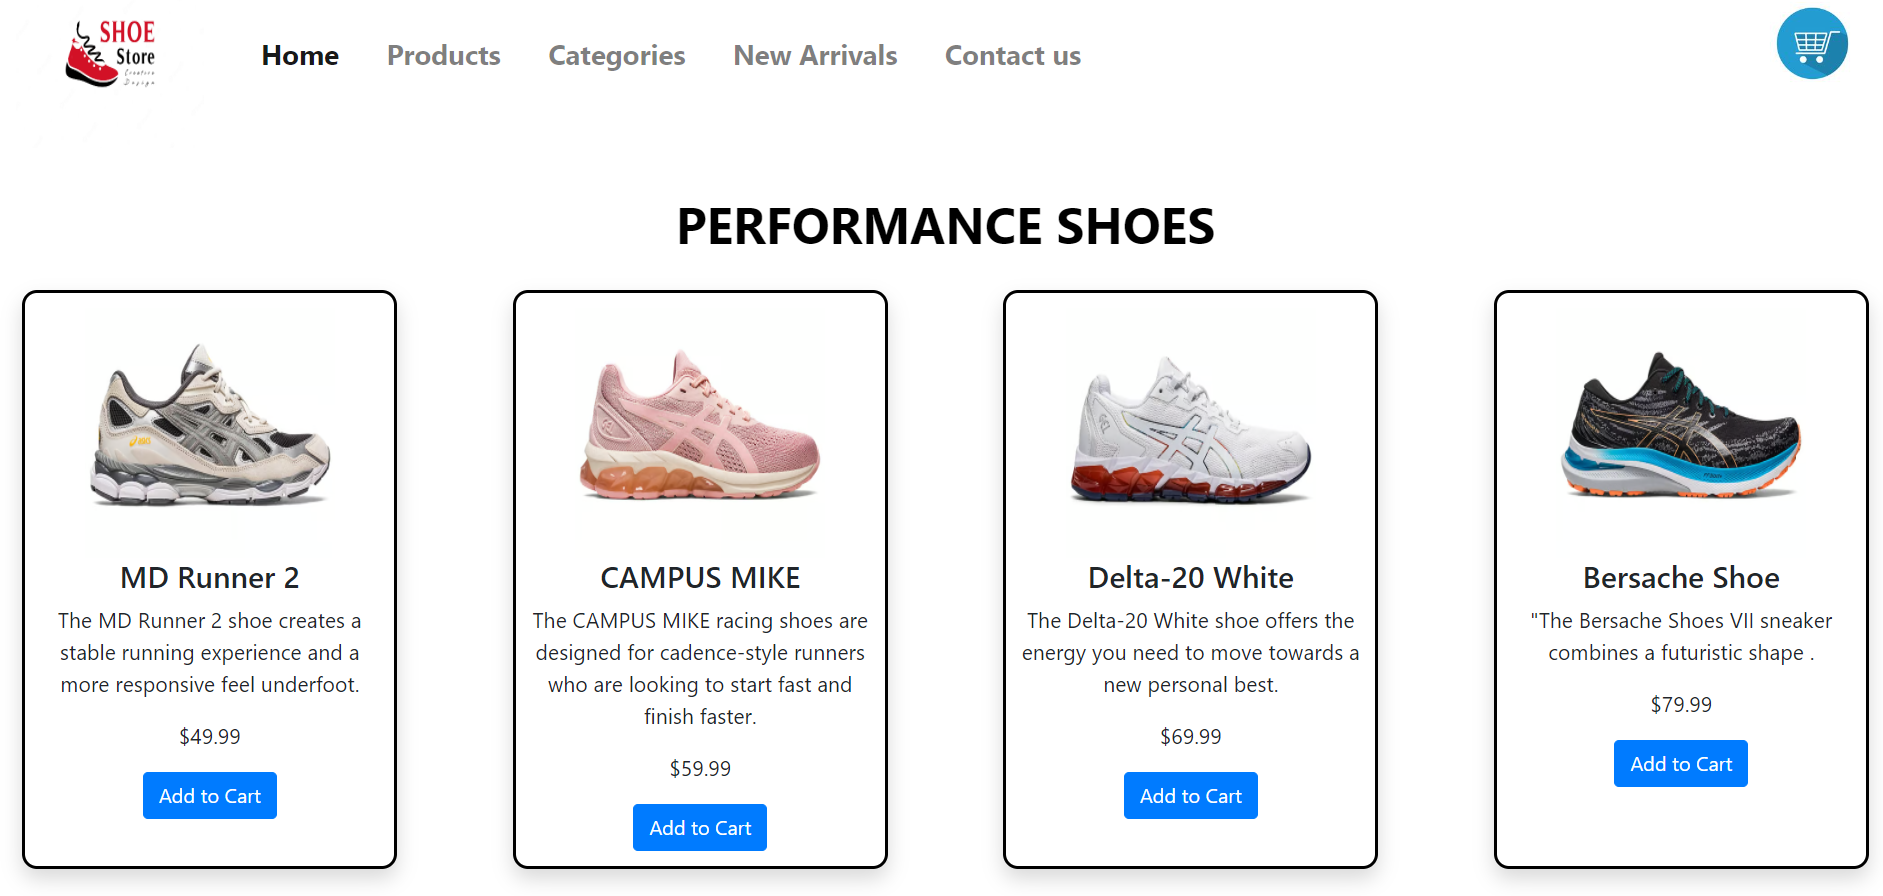 SHOE
Store
Creative
Design
Home
Products
Categories
New Arrivals
Contact us
PERFORMANCE SHOES
MD Runner 2
The MD Runner 2 shoe creates a
stable running experience and a
more responsive feel underfoot.
$49.99
Add to Cart
CAMPUS MIKE
The CAMPUS MIKE racing shoes are
designed for cadence-style runners
who are looking to start fast and
finish faster.
$59.99
Add to Cart
Delta-20 White
The Delta-20 White shoe offers the
energy you need to move towards a
new personal best.
$69.99
Add to Cart
Bersache Shoe
"The Bersache Shoes VII sneaker
combines a futuristic shape .
$79.99
Add to Cart